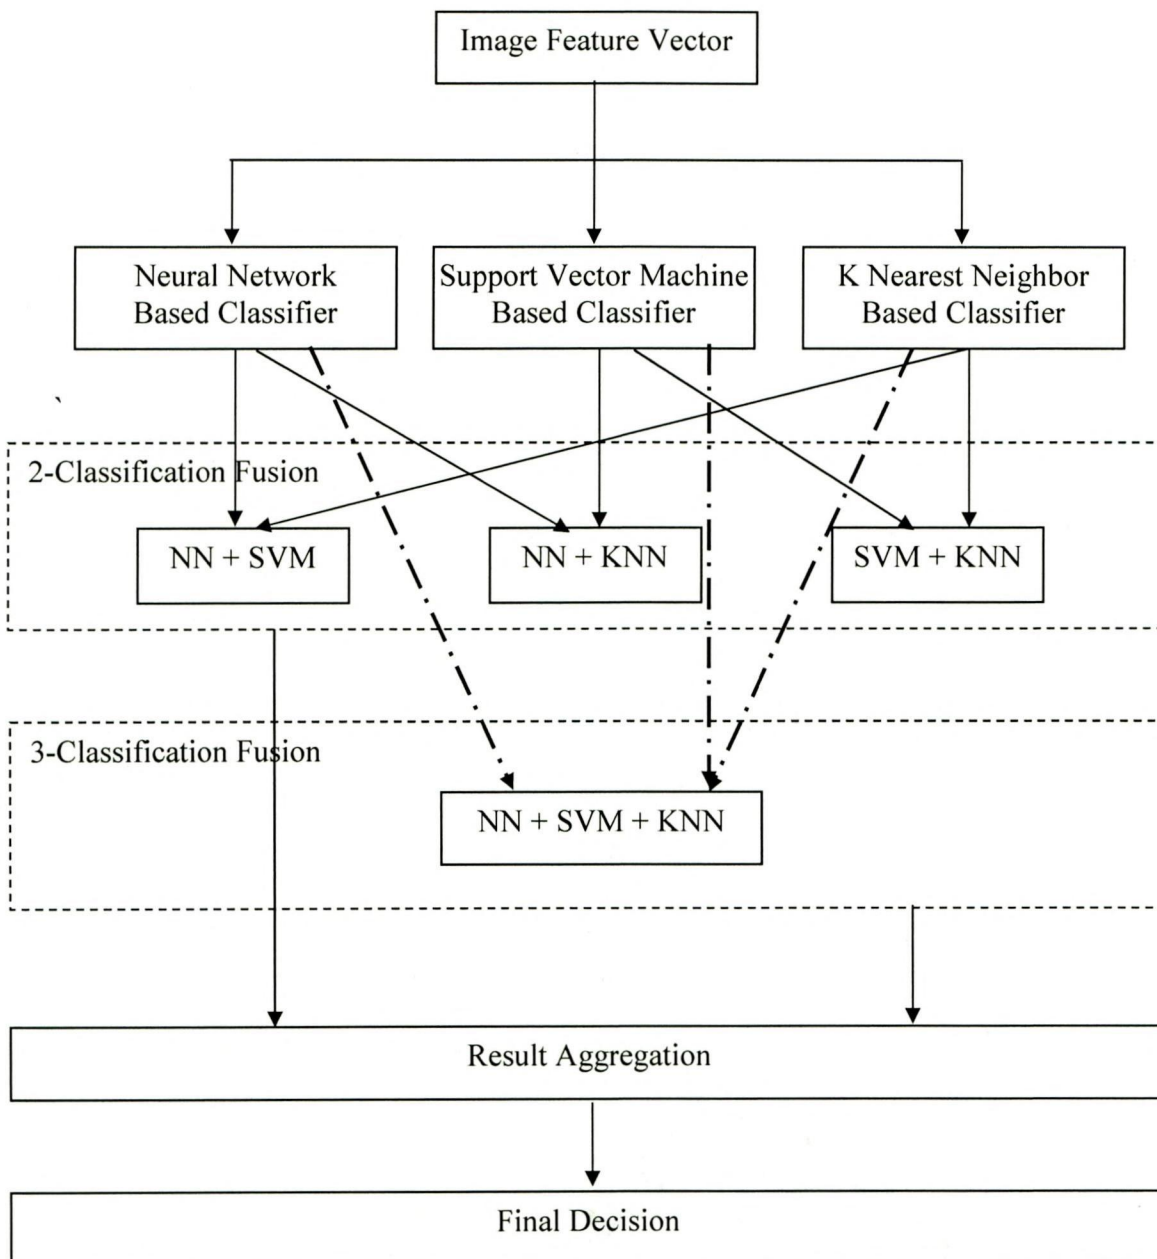 Image Feature Vector
Neural Network
Based Classifier
Support Vector Machine
Based Classifier
K Nearest Neighbor
Based Classifier
2-Classification Fusion
NN + SVM
NN + KNN
SVM + KNN
3-Classification Fusion
NN + SVM + KNN
Result Aggregation
Final Decision